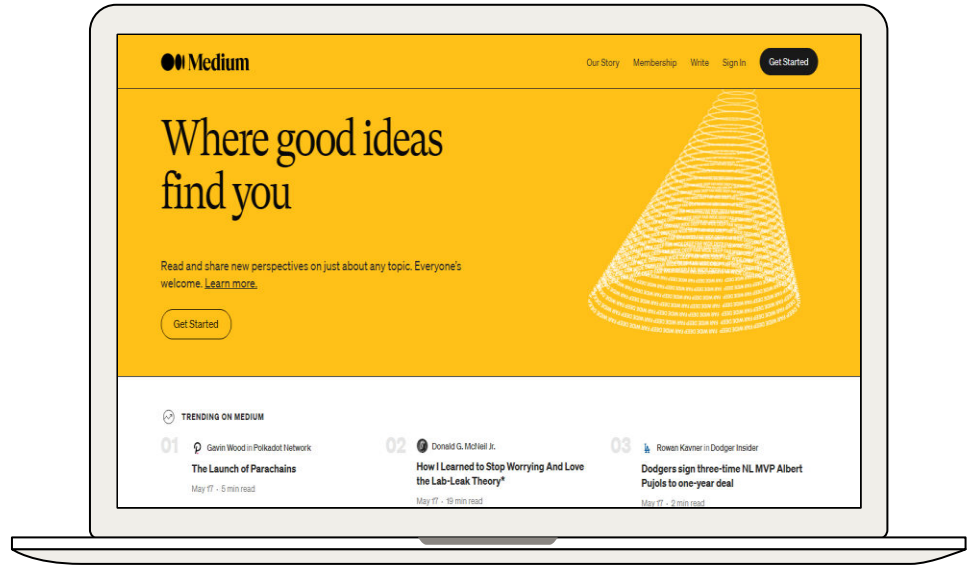 Medium
Our Story Membership Write Sign In Get Started
Where good ideas
find you
Read and share new perspectives on just about any topic. Everyone's
welcome. Learn more.
Get Started
TRENDING ON MEDIUM
01 Gavin Wood in Polkadot Network
The Launch of Parachains
May 17 - 5 min read
02 Donald G. McNeil Jr.
How I Learned to Stop Worrying And Love
the Lab-Leak Theory*
May 17 - 19 min read
03 Rowan Kavner in Dodger Insider
Dodgers sign three-time NL MVP Albert
Pujols to one-year deal
May 17 - 2 min read